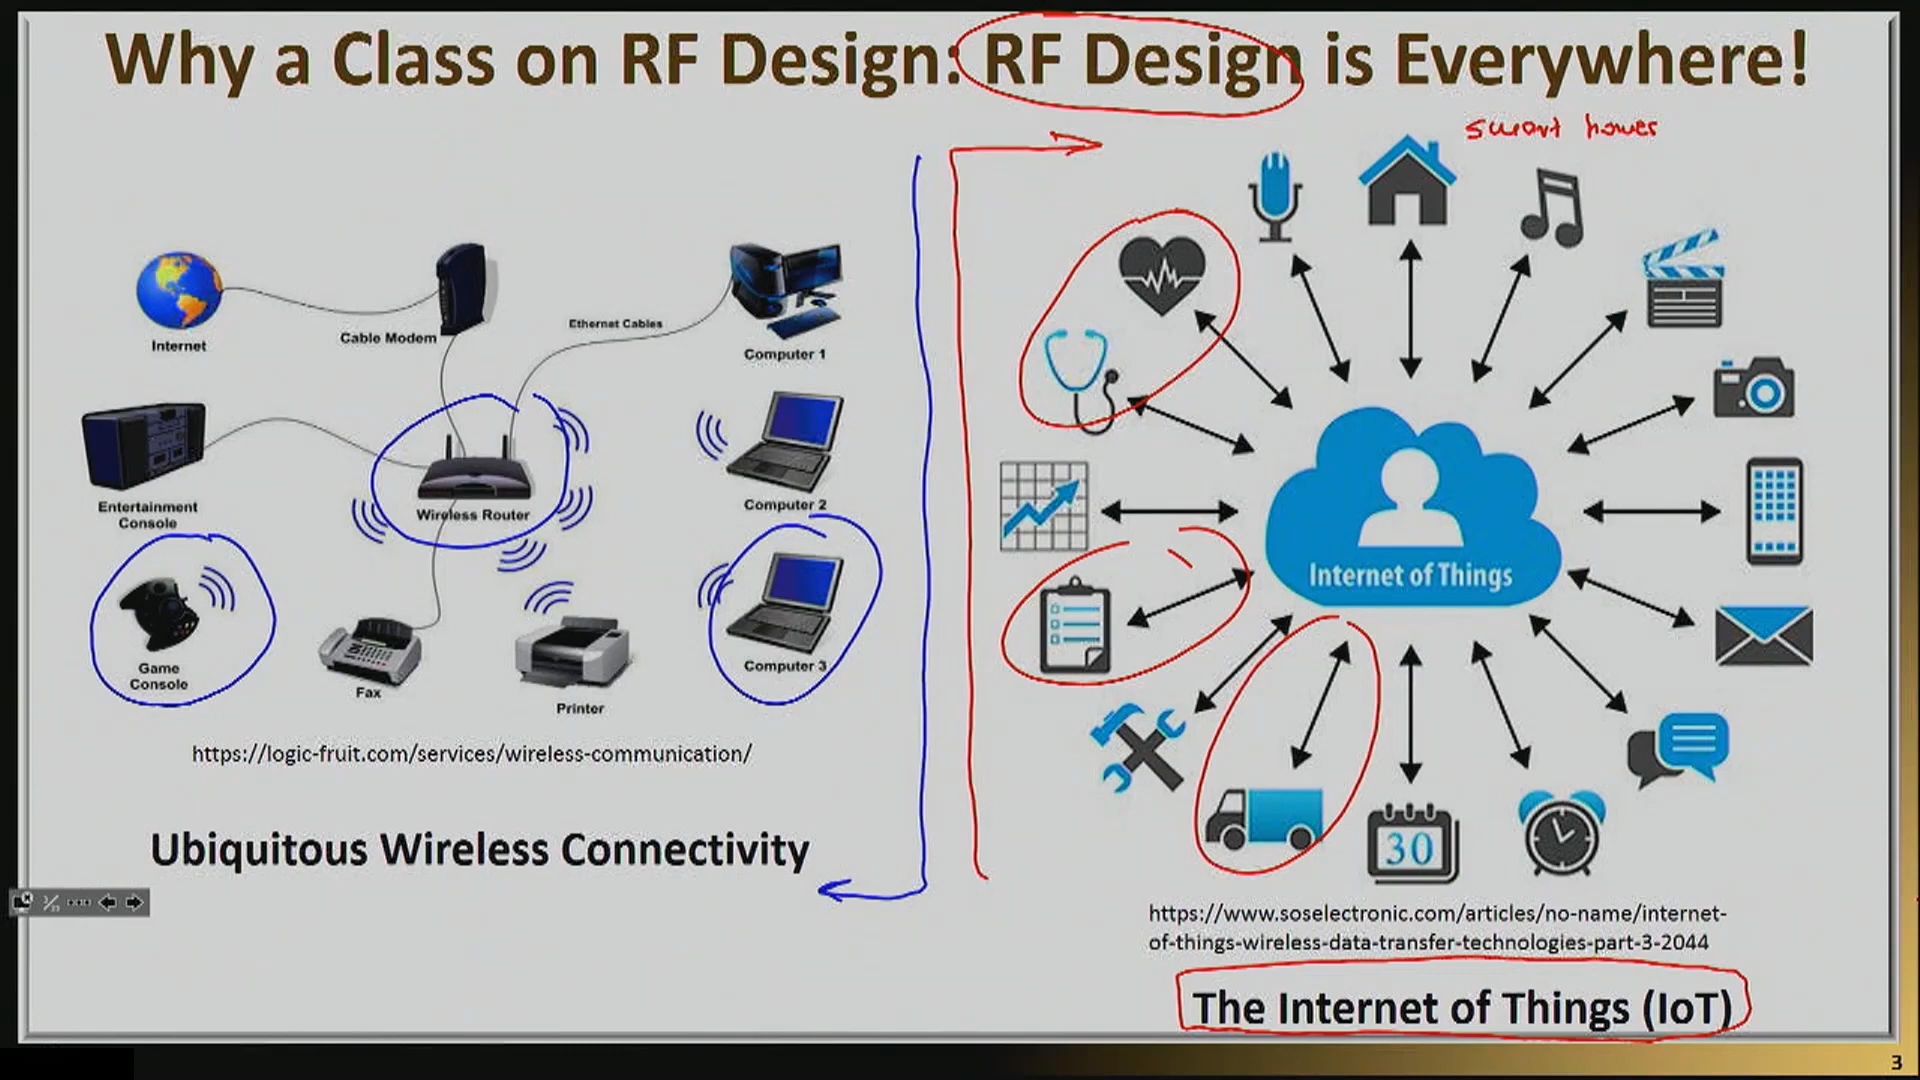 Why a Class on RF Design: RF Design is Everywhere!
smart homes
Internet
Cable Modem
Ethernet Cables
Computer 1
Entertainment
Console
Wireless Router
Computer 2
Game
Console
Fax
Printer
Computer 3
https://logic-fruit.com/services/wireless-communication/
Ubiquitous Wireless Connectivity
Internet of Things
30
https://www.soselectronic.com/articles/no-name/internet-
of-things-wireless-data-transfer-technologies-part-3-2044
The Internet of Things (IoT)
3